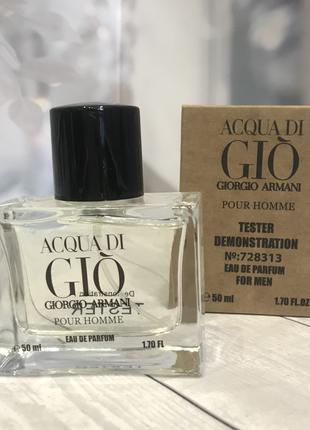 ACQUA DI
GIÒ
GIORGIO ARMANI
POUR HOMME
Demonstration
TESTER
EAU DE PARFUM
℮ 50 ml 1.70 FL
ACQUA DI
GIÒ
GIORGIO ARMANI
POUR HOMME
TESTER
DEMONSTRATION
Nº:728313
EAU DE PARFUM
FOR MEN
℮ 50 ml 1.70 FL.OZ